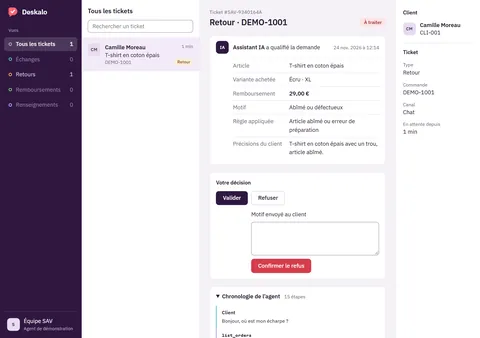 Deskalo
Vues
Tous les tickets 1
Échanges
Retours 1
Remboursements
Renseignements
S
Équipe SAV
Agent de démonstration
Tous les tickets
Rechercher un ticket
CM
Camille Moreau 1 min
T-shirt en coton épais
DEMO-1001 Retour
Ticket #SAV-9340164A
Retour · DEMO-1001
À traiter
IA
Assistant IA a qualifié la demande
24 nov. 2026 à 12:14
Article T-shirt en coton épais
Variante achetée Écru · XL
Remboursement 29,00 €
Motif Abîmé ou défectueux
Règle appliquée Article abîmé ou erreur de
préparation.
Précisions du client T-shirt en coton épais avec un trou,
article abîmé.
Votre décision
Valider Refuser
Motif envoyé au client
Confirmer le refus
▼ Chronologie de l'agent 13 étapes
Client
Bonjour, où est mon écharpe ?
list_orders
Client
CM
Camille Moreau
CLI-001
Ticket
Type
Retour
Commande
DEMO-1001
Canal
Chat
En attente depuis
1 min